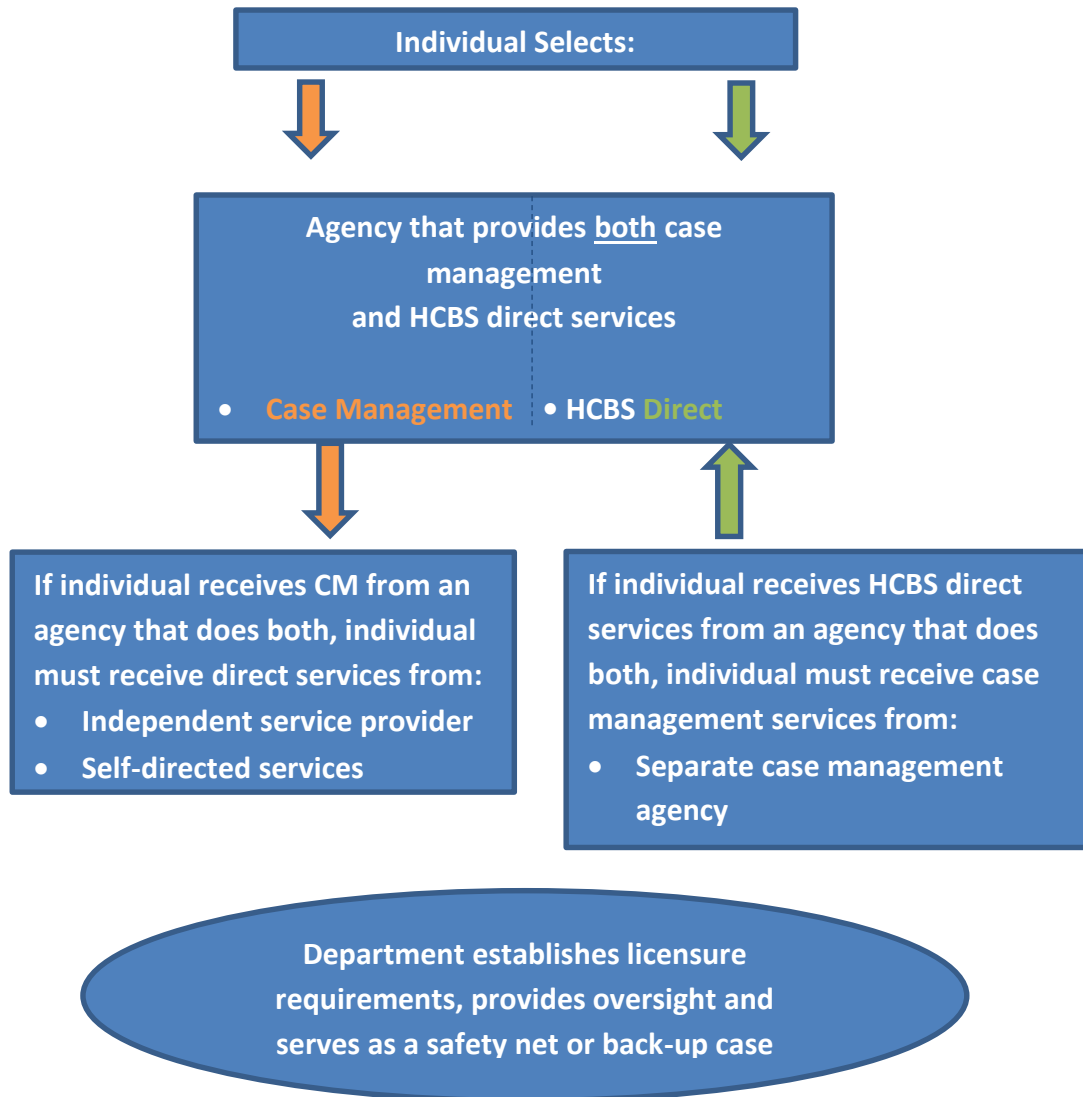 Individual Selects:
Agency that provides both case
management
and HCBS direct services
• Case Management • HCBS Direct
If individual receives CM from an
agency that does both, individual
must receive direct services from:
• Independent service provider
• Self-directed services
If individual receives HCBS direct
services from an agency that does
both, individual must receive case
management services from:
• Separate case management
agency
Department establishes licensure
requirements, provides oversight and
serves as a safety net or back-up case